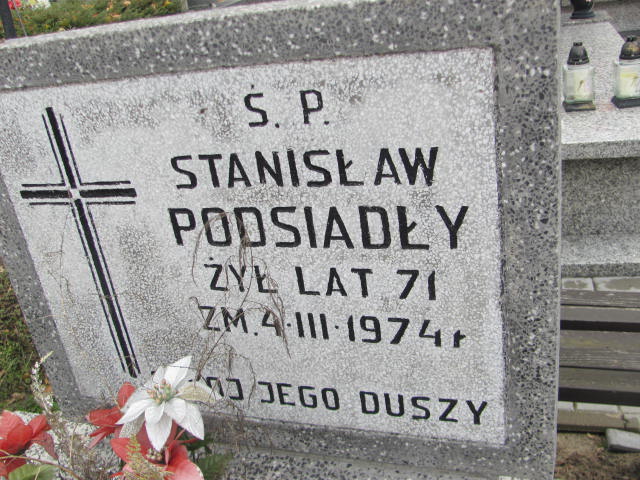 Ś. P.
STANISŁAW
PODSIADŁY
ŻYŁ LAT 71
ZM. 4·III·1974 r
JEGO DUSZY